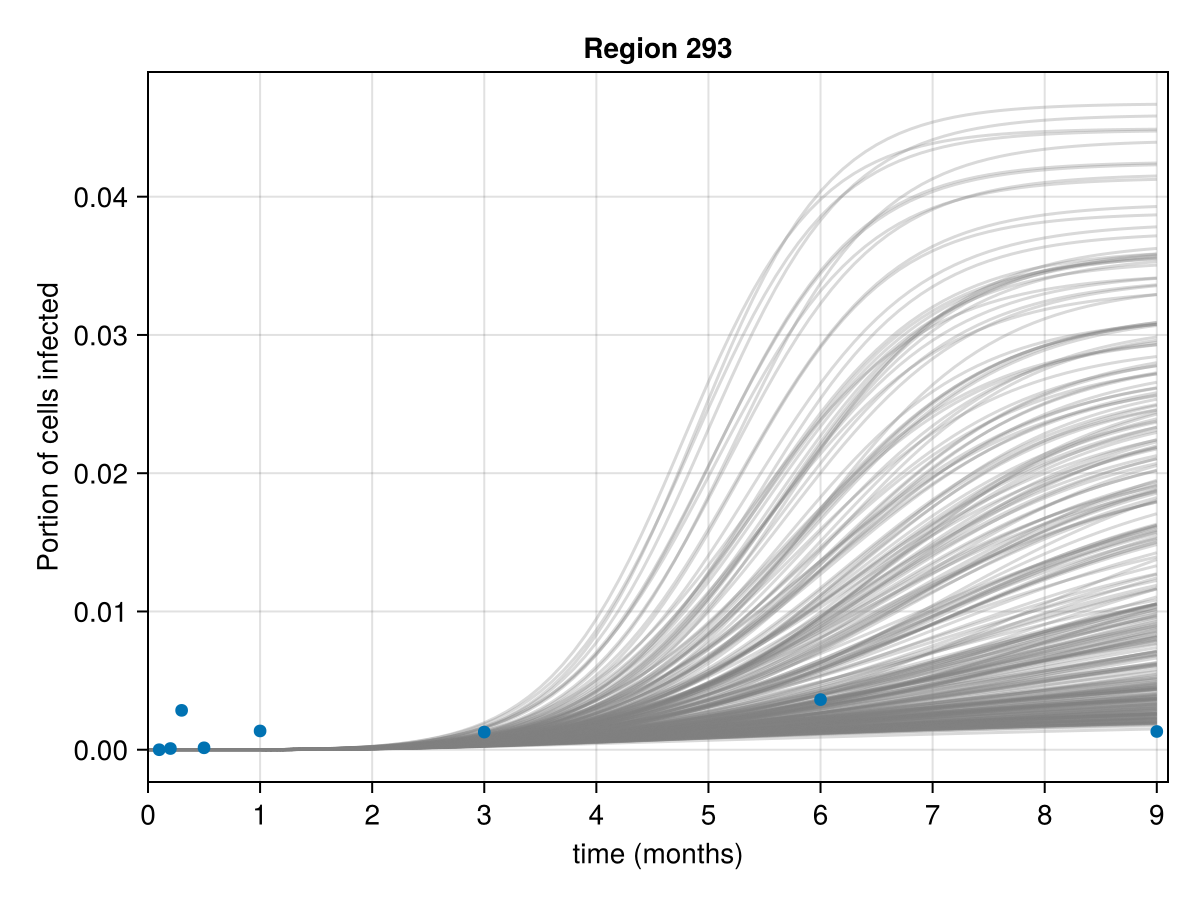 Region 293
Portion of cells infected
0.04
0.03
0.02
0.01
0.00
0 1 2 3 4 5 6 7 8 9
time (months)